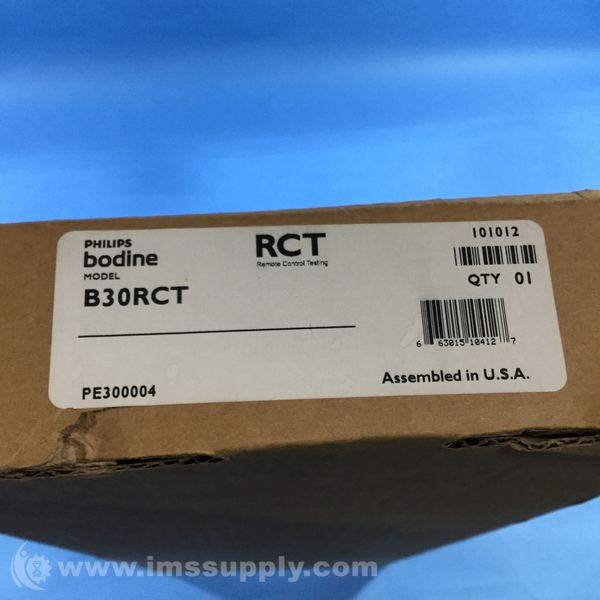 PHILIPS
bodine
MODEL
B30RCT
RCT
Remote Control Testing
101012
QTY 01
6 63015 10412 7
PE300004
Assembled in U.S.A.
www.imssupply.com